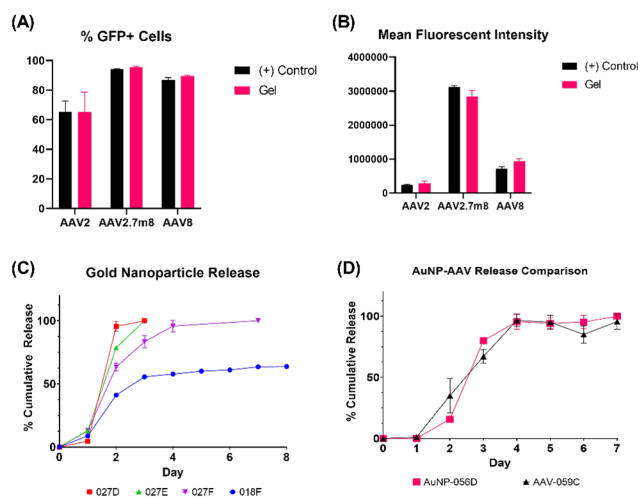 (A)
% GFP+ Cells
100
80
60
40
20
0
AAV2 AAV2.7m8 AAV8
(+) Control
Gel
(B)
Mean Fluorescent Intensity
4000000
3000000
2000000
1000000
0
AAV2 AAV2.7m8 AAV8
(+) Control
Gel
(C)
Gold Nanoparticle Release
% Cumulative Release
100
50
0
0 2 4 6 8
Day
027D 027E 027F 018F
(D)
AuNP-AAV Release Comparison
% Cumulative Release
100
50
0
0 1 2 3 4 5 6 7
Day
AuNP-056D AAV-059C